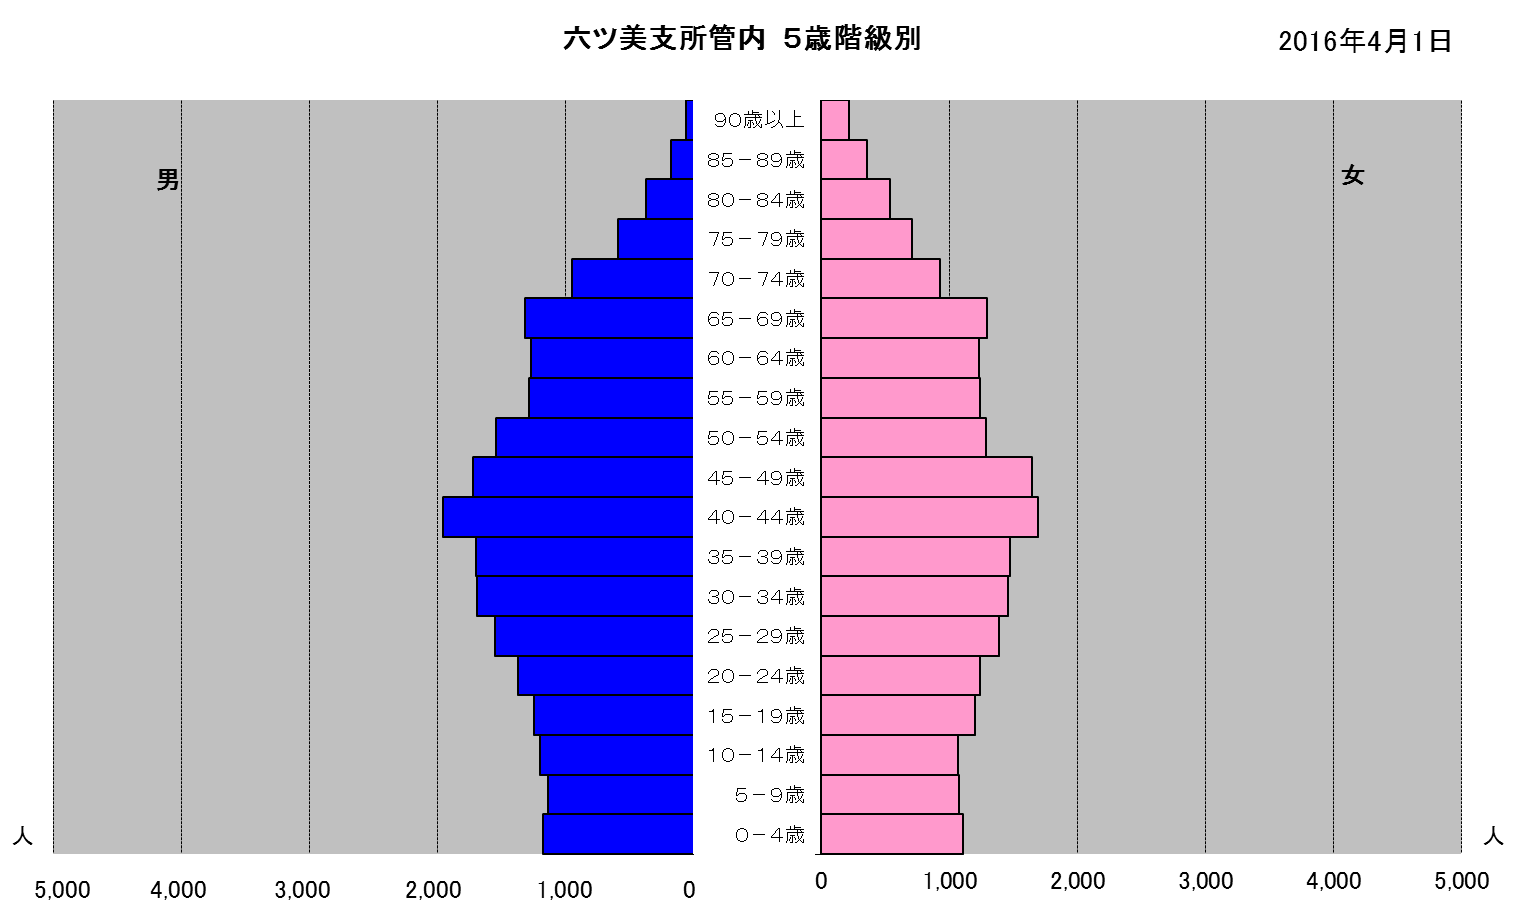 六ツ美支所管内 ５歳階級別
2016年4月1日
男
女
９０歳以上
８５－８９歳
８０－８４歳
７５－７９歳
７０－７４歳
６５－６９歳
６０－６４歳
５５－５９歳
５０－５４歳
４５－４９歳
４０－４４歳
３５－３９歳
３０－３４歳
２５－２９歳
２０－２４歳
１５－１９歳
１０－１４歳
５－９歳
０－４歳
人
人
5,000 4,000 3,000 2,000 1,000 0
0 1,000 2,000 3,000 4,000 5,000